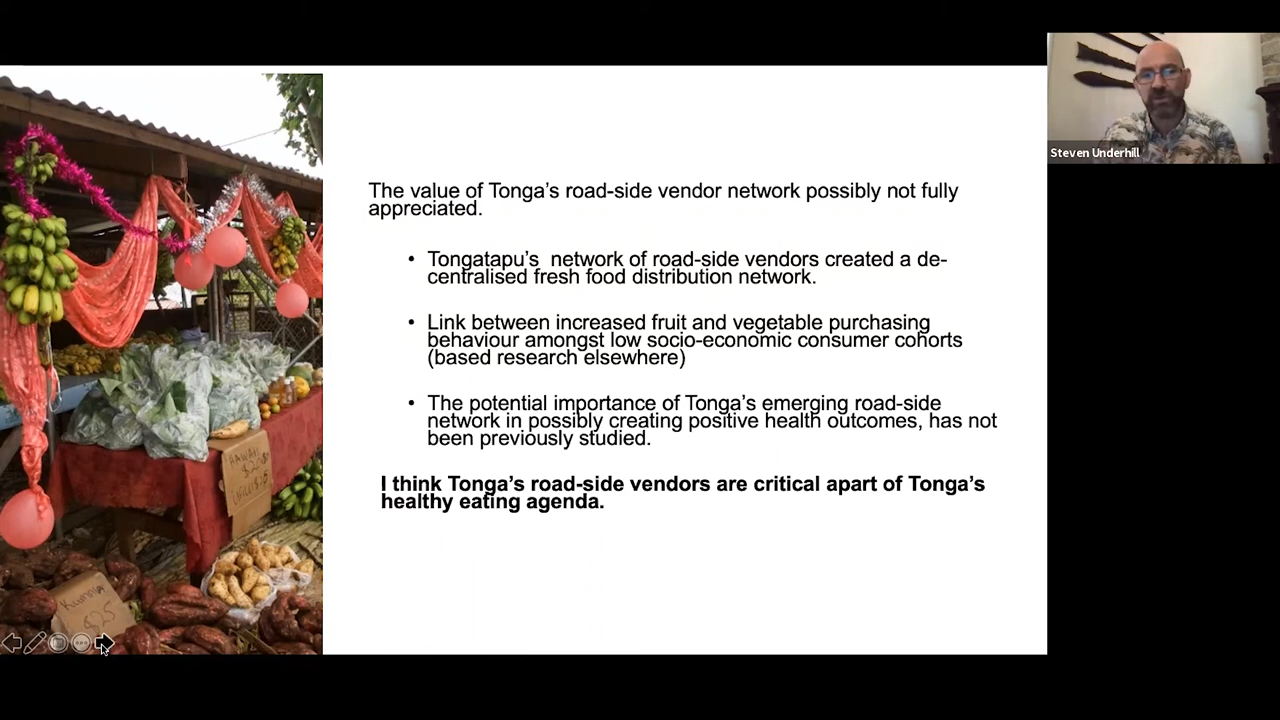 The value of Tonga's road-side vendor network possibly not fully
appreciated.
• Tongatapu's network of road-side vendors created a de-
centralised fresh food distribution network.
• Link between increased fruit and vegetable purchasing
behaviour amongst low socio-economic consumer cohorts
(based research elsewhere)
• The potential importance of Tonga's emerging road-side
network in possibly creating positive health outcomes, has not
been previously studied.
I think Tonga's road-side vendors are critical apart of Tonga's
healthy eating agenda.
Steven Underhill
HAWAII
Kumala
$25